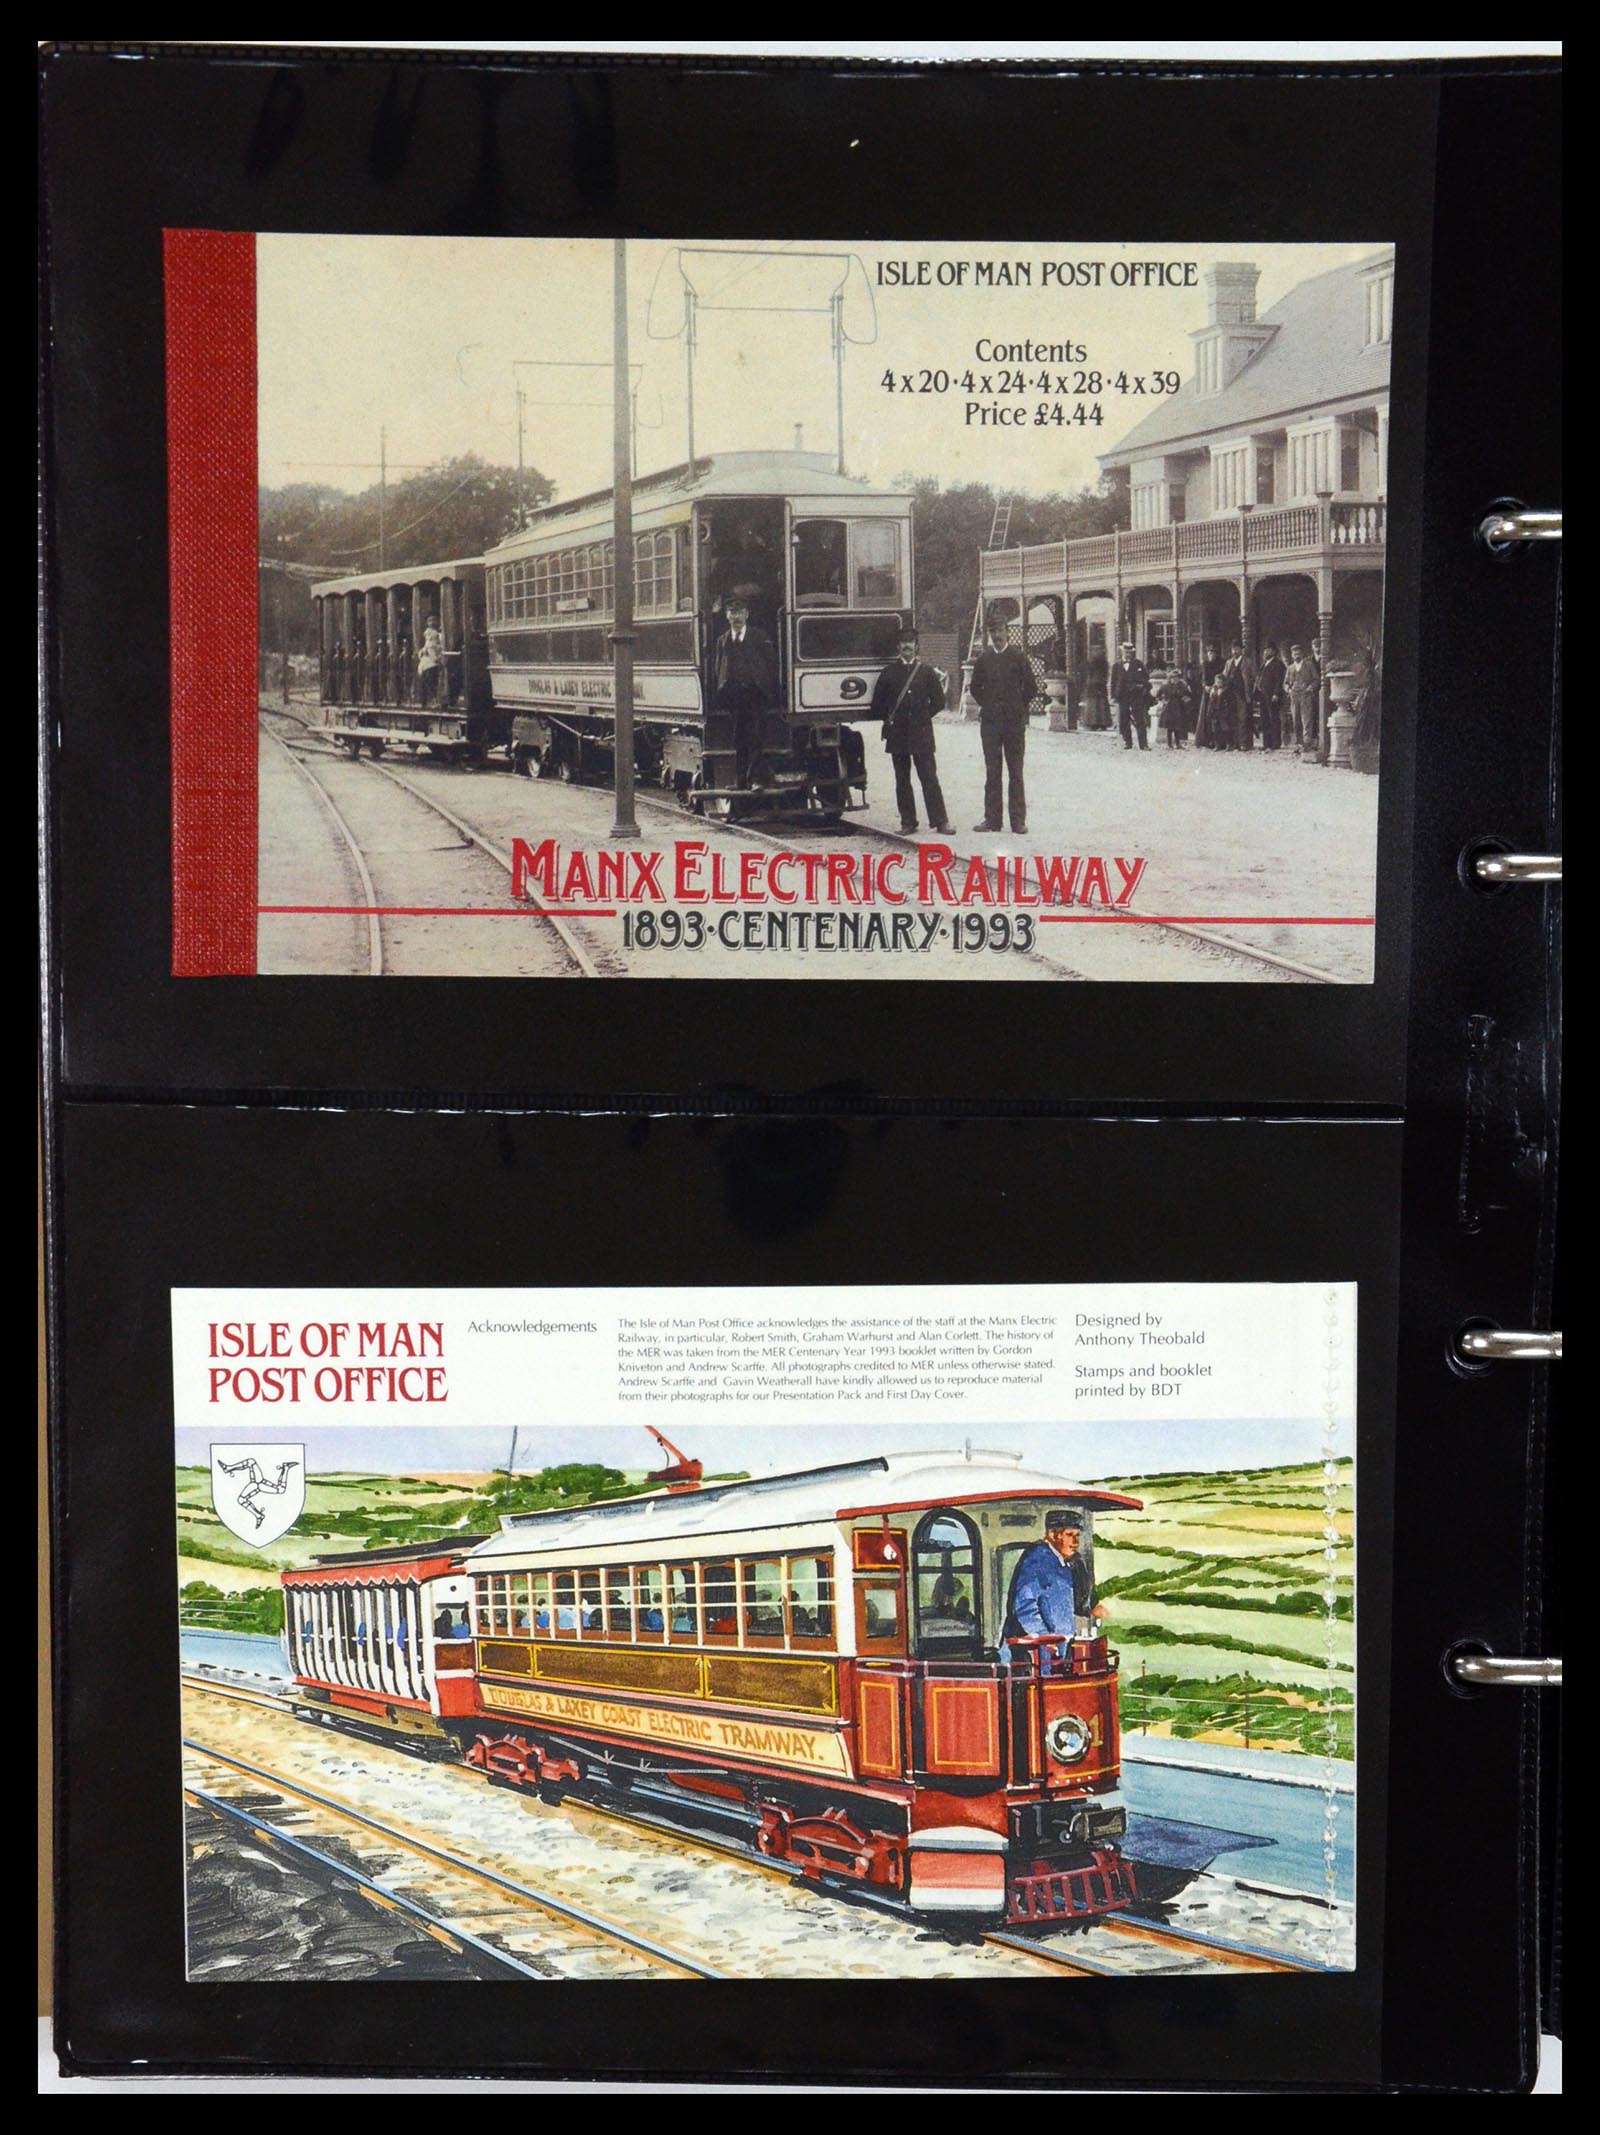 ISLE OF MAN POST OFFICE
Contents
4 x 20·4 x 24·4 x 28·4 x 39
Price £4.44
DOUGLAS & LAXEY ELECTRIC
9
MANX ELECTRIC RAILWAY
1893·CENTENARY·1993
ISLE OF MAN
POST OFFICE
Acknowledgements
The Isle of Man Post Office acknowledges the assistance of the staff at the Manx Electric
Railway, in particular, Robert Smith, Graham Warhurst and Alan Corlett. The history of
the MER was taken from the MER Centenary Year 1993 booklet written by Gordon
Kniveton and Andrew Scarffe. All photographs credited to MER unless otherwise stated.
Andrew Scarffe and Gavin Weatherall have kindly allowed us to reproduce material
from their photographs for our Presentation Pack and First Day Cover.
Designed by
Anthony Theobald
Stamps and booklet
printed by BDT
DOUGLAS & LAXEY COAST ELECTRIC TRAMWAY.
1